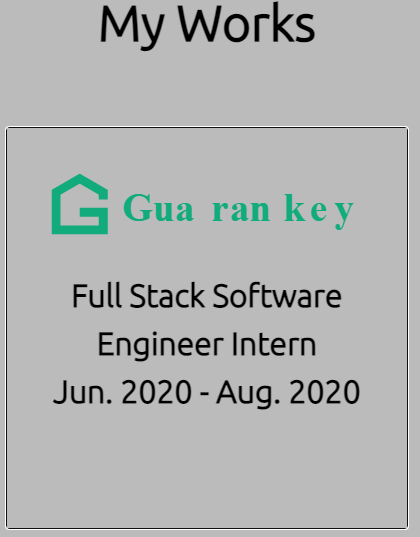 My Works
Gua ran key
Full Stack Software
Engineer Intern
Jun. 2020 - Aug. 2020